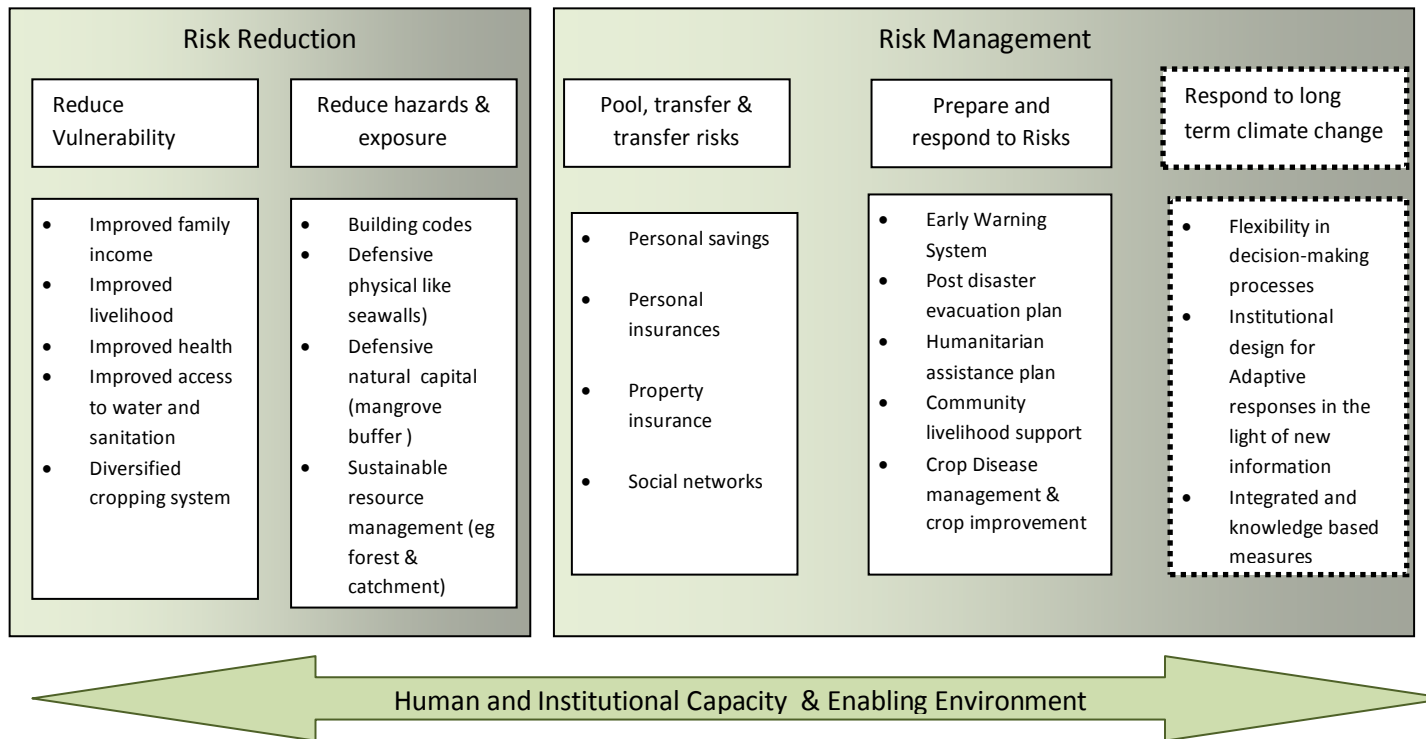 Risk Reduction
Reduce
Vulnerability
Reduce hazards &
exposure
• Improved family
income
• Improved
livelihood
• Improved health
• Improved access
to water and
sanitation
• Diversified
cropping system
• Building codes
• Defensive
physical like
seawalls)
• Defensive
natural capital
(mangrove
buffer )
• Sustainable
resource
management (eg
forest &
catchment)
Risk Management
Pool, transfer &
transfer risks
Prepare and
respond to Risks
Respond to long
term climate change
• Personal savings
• Personal
insurances
• Property
insurance
• Social networks
• Early Warning
System
• Post disaster
evacuation plan
• Humanitarian
assistance plan
• Community
livelihood support
• Crop Disease
management &
crop improvement
• Flexibility in
decision-making
processes
• Institutional
design for
Adaptive
responses in the
light of new
information
• Integrated and
knowledge based
measures
Human and Institutional Capacity & Enabling Environment